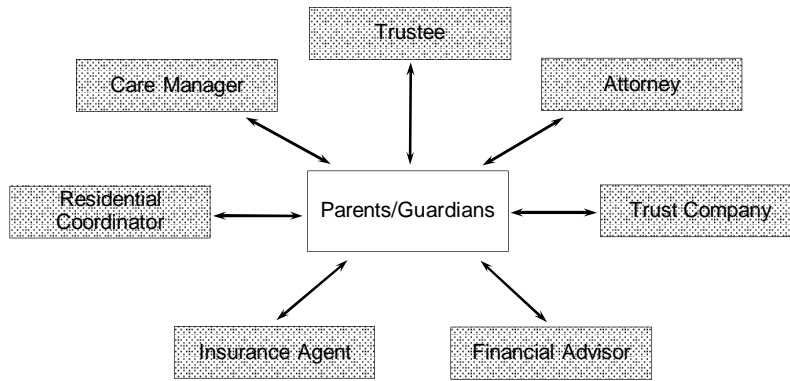 Trustee
Care Manager
Attorney
Residential
Coordinator
Parents/Guardians
Trust Company
Insurance Agent
Financial Advisor